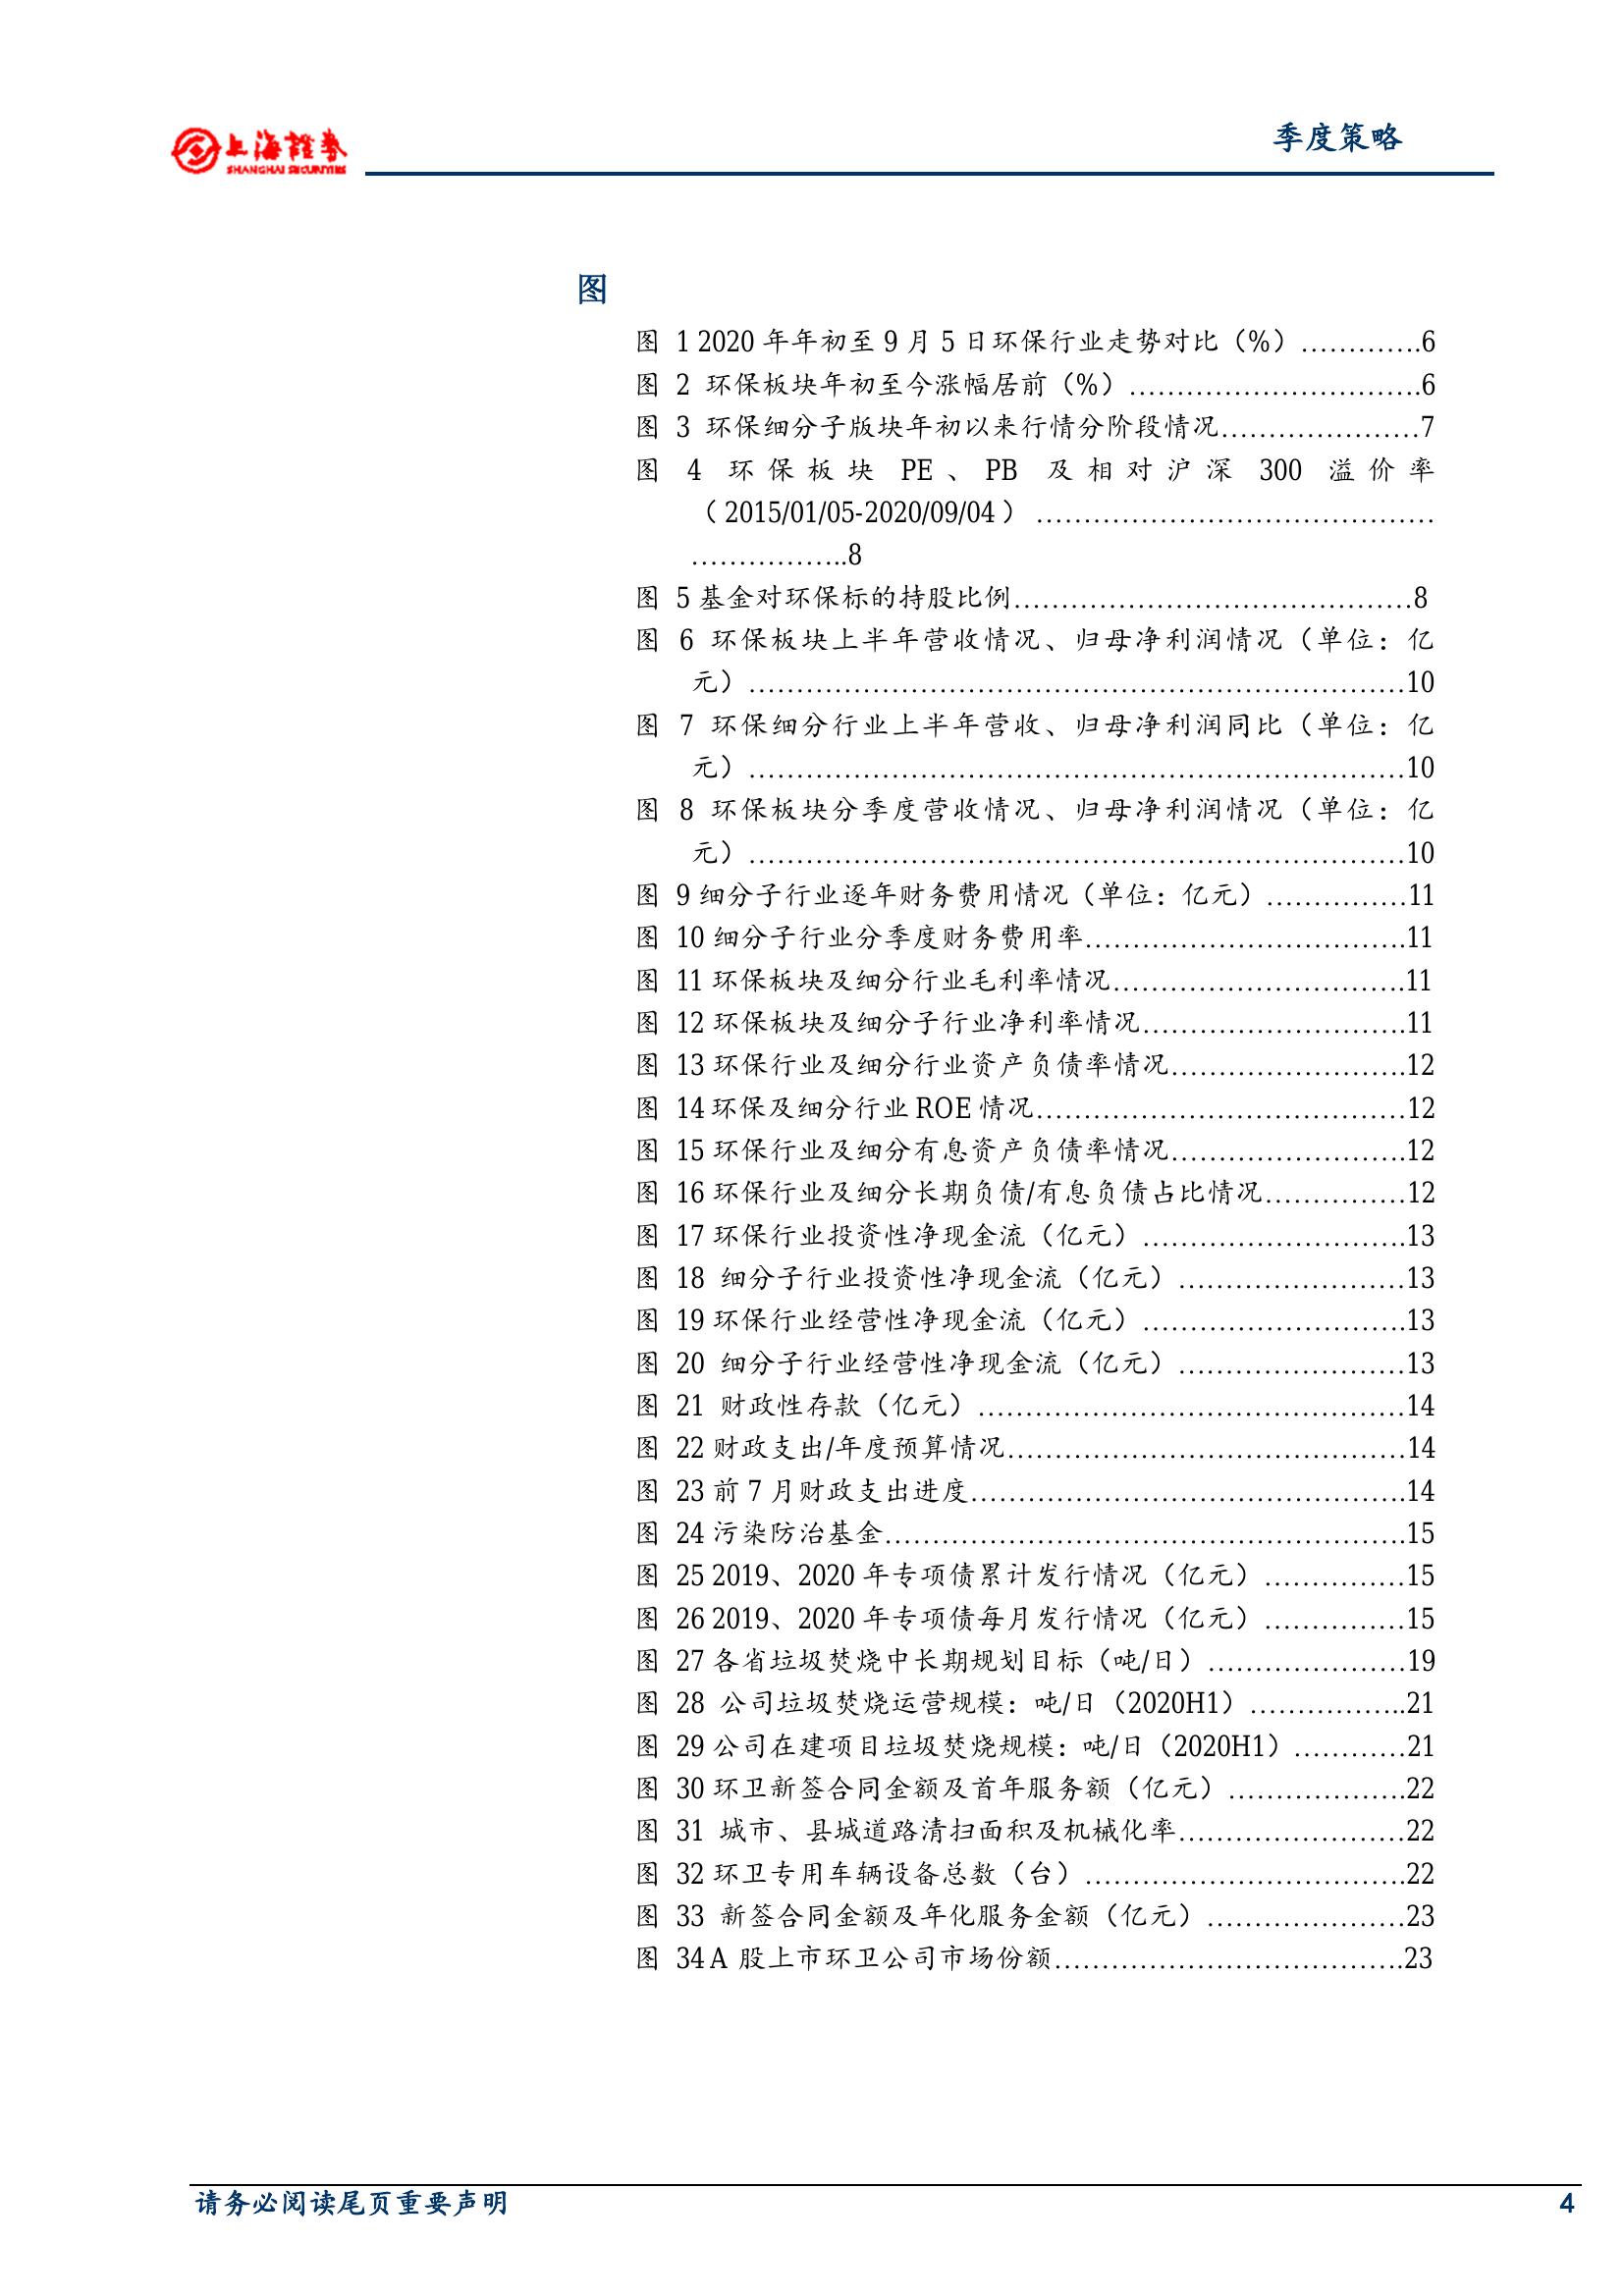 上海證券
SHANGHAI SECURITIES
季度策略
图
图 1 2020 年年初至 9 月 5 日环保行业走势对比（%）………….6
图 2 环保板块年初至今涨幅居前（%）………………………….6
图 3 环保细分子版块年初以来行情分阶段情况…………………7
图 4 环保板块 PE、PB 及相对沪深 300 溢价率
（2015/01/05-2020/09/04）……………………………………
……………..8
图 5 基金对环保标的持股比例……………………………………8
图 6 环保板块上半年营收情况、归母净利润情况（单位：亿
元）……………………………………………………………10
图 7 环保细分行业上半年营收、归母净利润同比（单位：亿
元）……………………………………………………………10
图 8 环保板块分季度营收情况、归母净利润情况（单位：亿
元）……………………………………………………………10
图 9 细分子行业逐年财务费用情况（单位：亿元）……………11
图 10 细分子行业分季度财务费用率…………………………….11
图 11 环保板块及细分行业毛利率情况………………………….11
图 12 环保板块及细分子行业净利率情况……………………….11
图 13 环保行业及细分行业资产负债率情况…………………….12
图 14 环保及细分行业 ROE 情况…………………………………12
图 15 环保行业及细分有息资产负债率情况…………………….12
图 16 环保行业及细分长期负债/有息负债占比情况……………12
图 17 环保行业投资性净现金流（亿元）……………………….13
图 18 细分子行业投资性净现金流（亿元）……………………13
图 19 环保行业经营性净现金流（亿元）……………………….13
图 20 细分子行业经营性净现金流（亿元）……………………13
图 21 财政性存款（亿元）………………………………………14
图 22 财政支出/年度预算情况……………………………………14
图 23 前 7 月财政支出进度……………………………………….14
图 24 污染防治基金……………………………………………….15
图 25 2019、2020 年专项债累计发行情况（亿元）……………15
图 26 2019、2020 年专项债每月发行情况（亿元）……………15
图 27 各省垃圾焚烧中长期规划目标（吨/日）…………………19
图 28 公司垃圾焚烧运营规模：吨/日（2020H1）……………..21
图 29 公司在建项目垃圾焚烧规模：吨/日（2020H1）…………21
图 30 环卫新签合同金额及首年服务额（亿元）……………….22
图 31 城市、县城道路清扫面积及机械化率……………………22
图 32 环卫专用车辆设备总数（台）…………………………….22
图 33 新签合同金额及年化服务金额（亿元）…………………23
图 34 A 股上市环卫公司市场份额……………………………….23
请务必阅读尾页重要声明
4